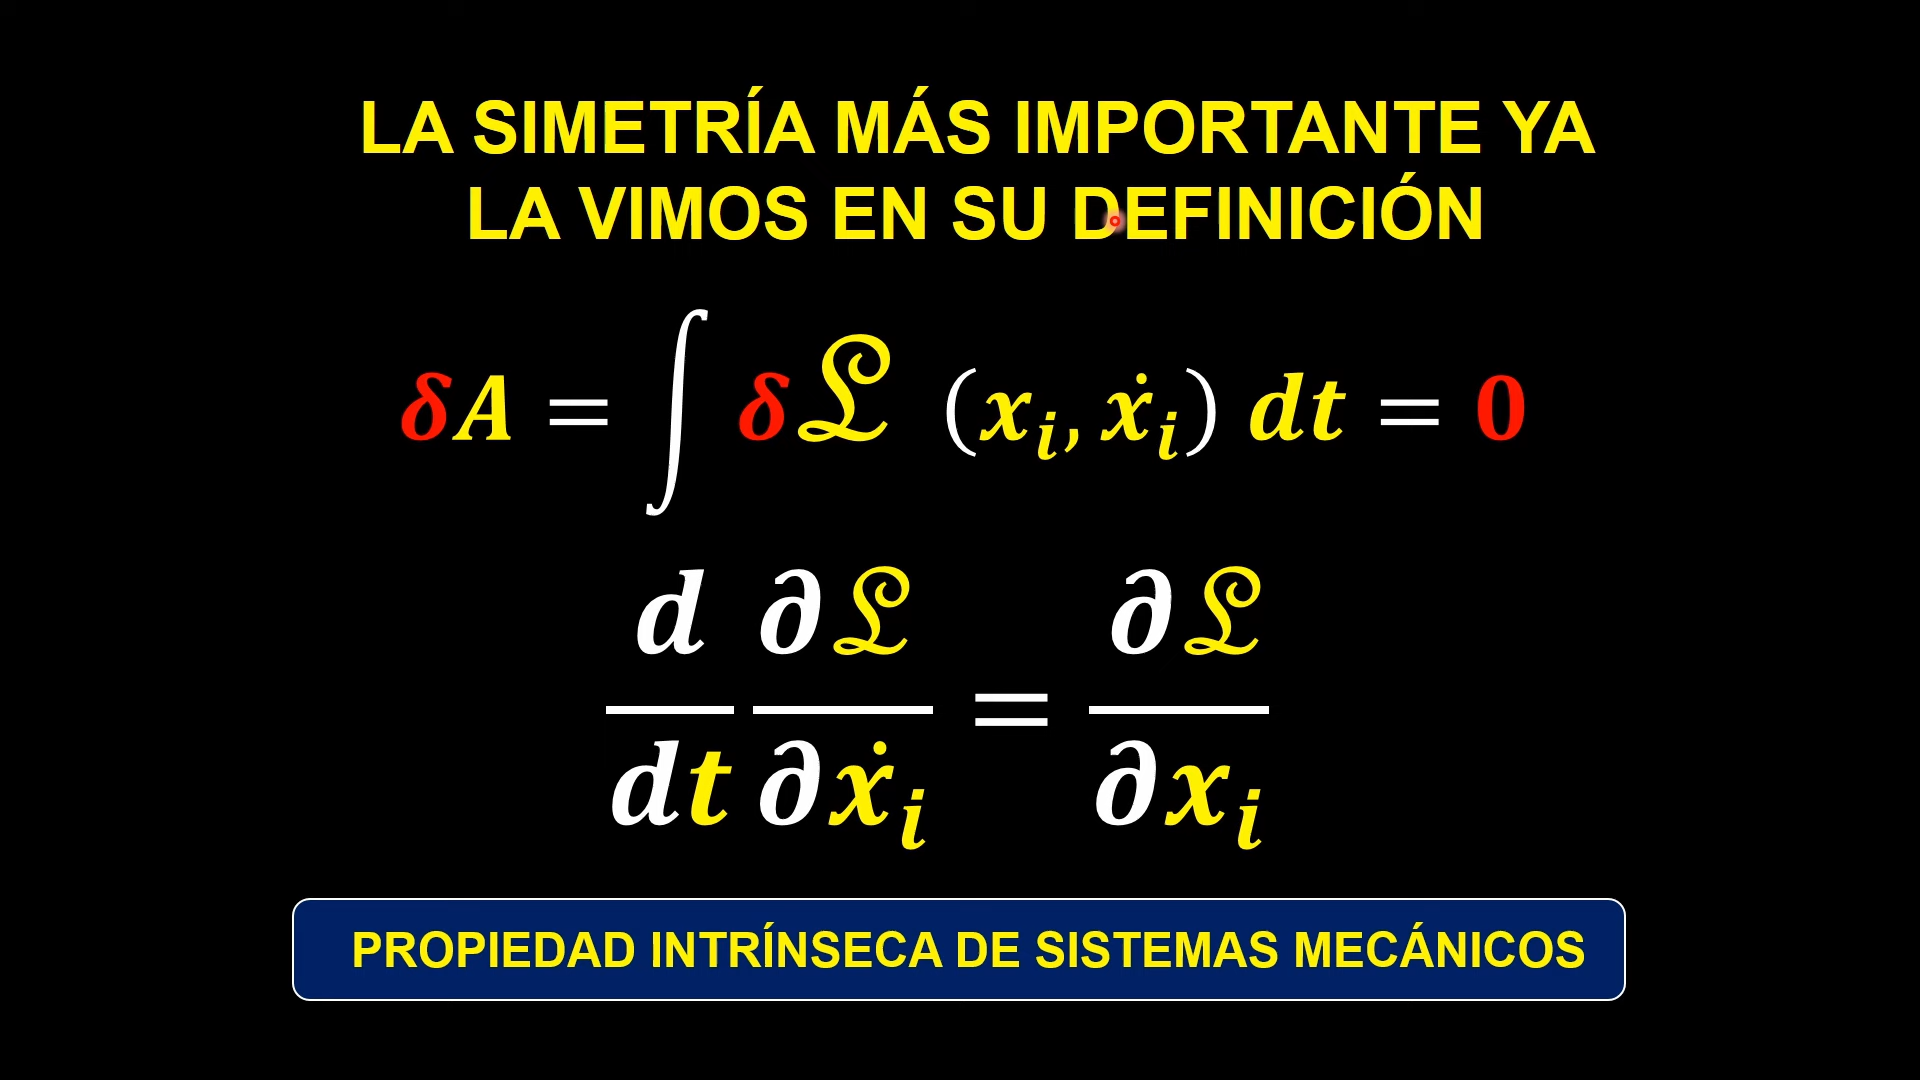 LA SIMETRÍA MÁS IMPORTANTE YA
LA VIMOS EN SU DEFINICIÓN
δA = ∫ δℒ (xᵢ, ẋᵢ) dt = 0
d/dt ∂ℒ/∂ẋᵢ = ∂ℒ/∂xᵢ
PROPIEDAD INTRÍNSECA DE SISTEMAS MECÁNICOS